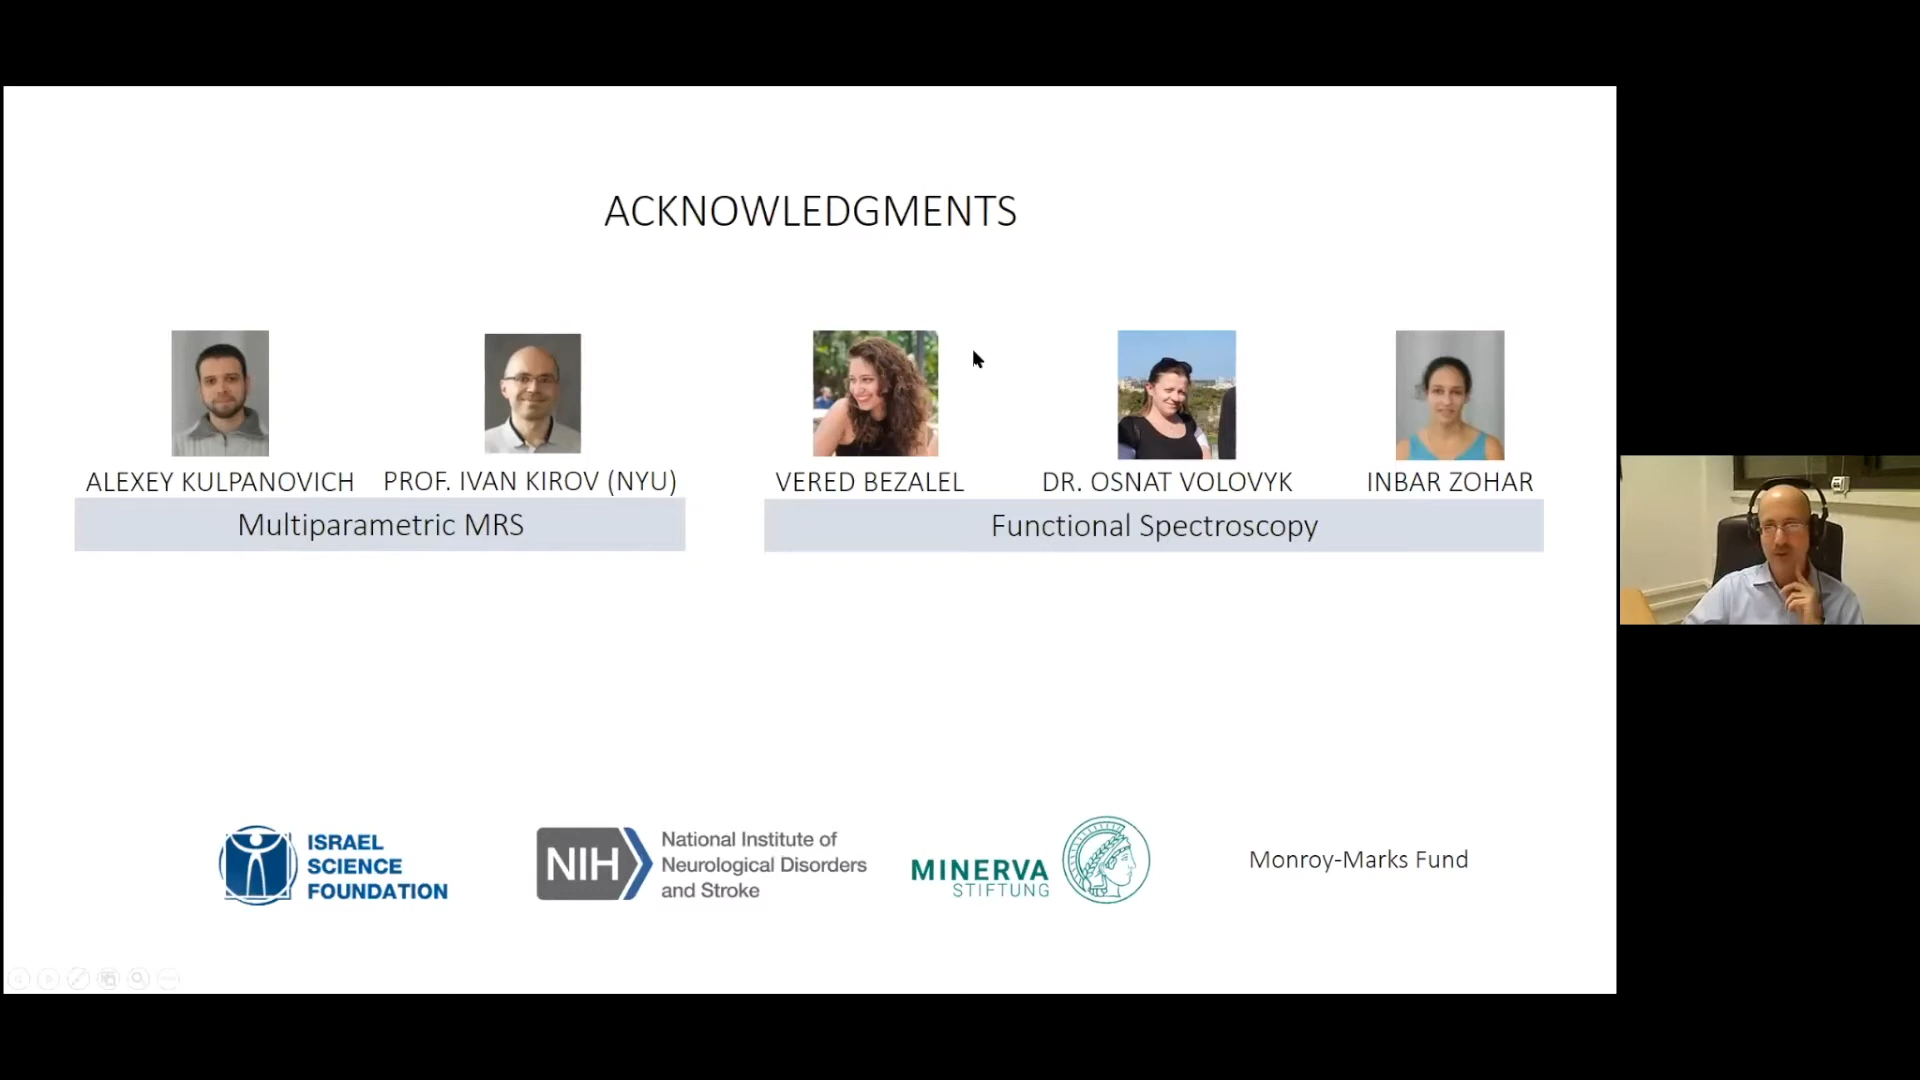 ACKNOWLEDGMENTS
ALEXEY KULPANOVICH
PROF. IVAN KIROV (NYU)
Multiparametric MRS
VERED BEZALEL
DR. OSNAT VOLOVYK
INBAR ZOHAR
Functional Spectroscopy
ISRAEL
SCIENCE
FOUNDATION
NIH
National Institute of
Neurological Disorders
and Stroke
MINERVA
STIFTUNG
Monroy-Marks Fund